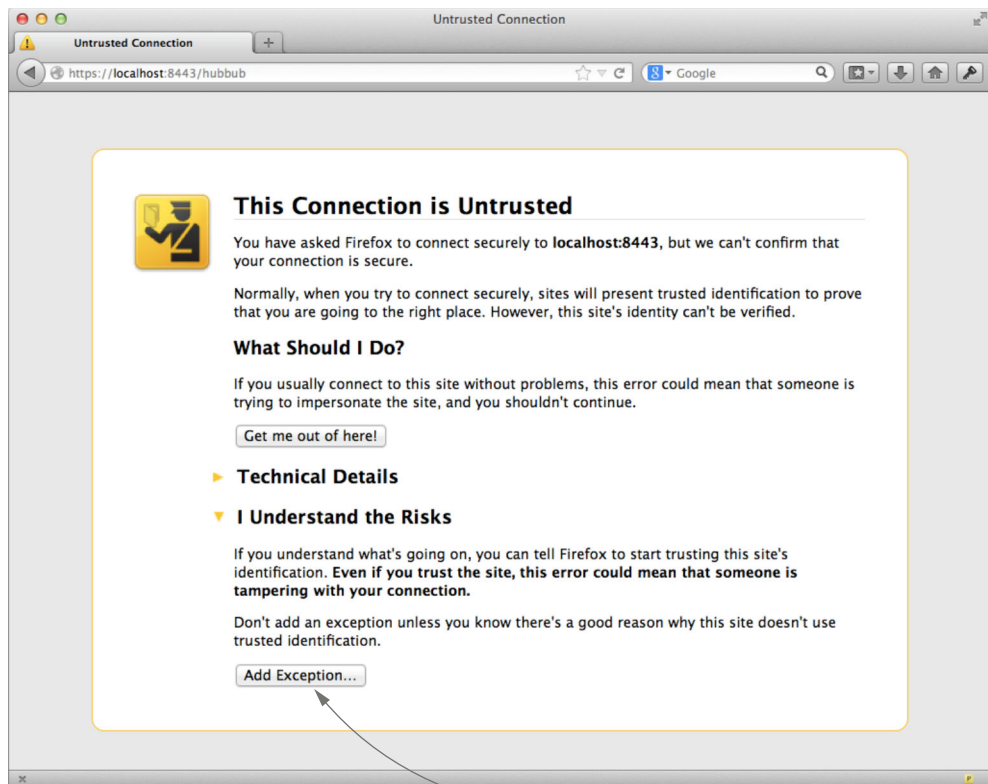 Untrusted Connection
Untrusted Connection
https://localhost:8443/hubbub
Google
This Connection is Untrusted
You have asked Firefox to connect securely to localhost:8443, but we can't confirm that
your connection is secure.
Normally, when you try to connect securely, sites will present trusted identification to prove
that you are going to the right place. However, this site's identity can't be verified.
What Should I Do?
If you usually connect to this site without problems, this error could mean that someone is
trying to impersonate the site, and you shouldn't continue.
Get me out of here!
Technical Details
I Understand the Risks
If you understand what's going on, you can tell Firefox to start trusting this site's
identification. Even if you trust the site, this error could mean that someone is
tampering with your connection.
Don't add an exception unless you know there's a good reason why this site doesn't use
trusted identification.
Add Exception...